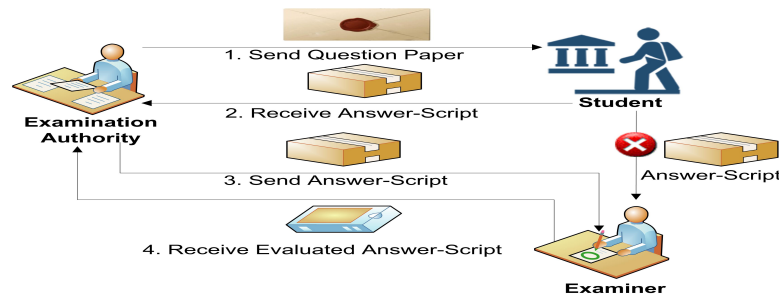 1. Send Question Paper
Student
2. Receive Answer-Script
Examination
Authority
Answer-Script
3. Send Answer-Script
4. Receive Evaluated Answer-Script
Examiner